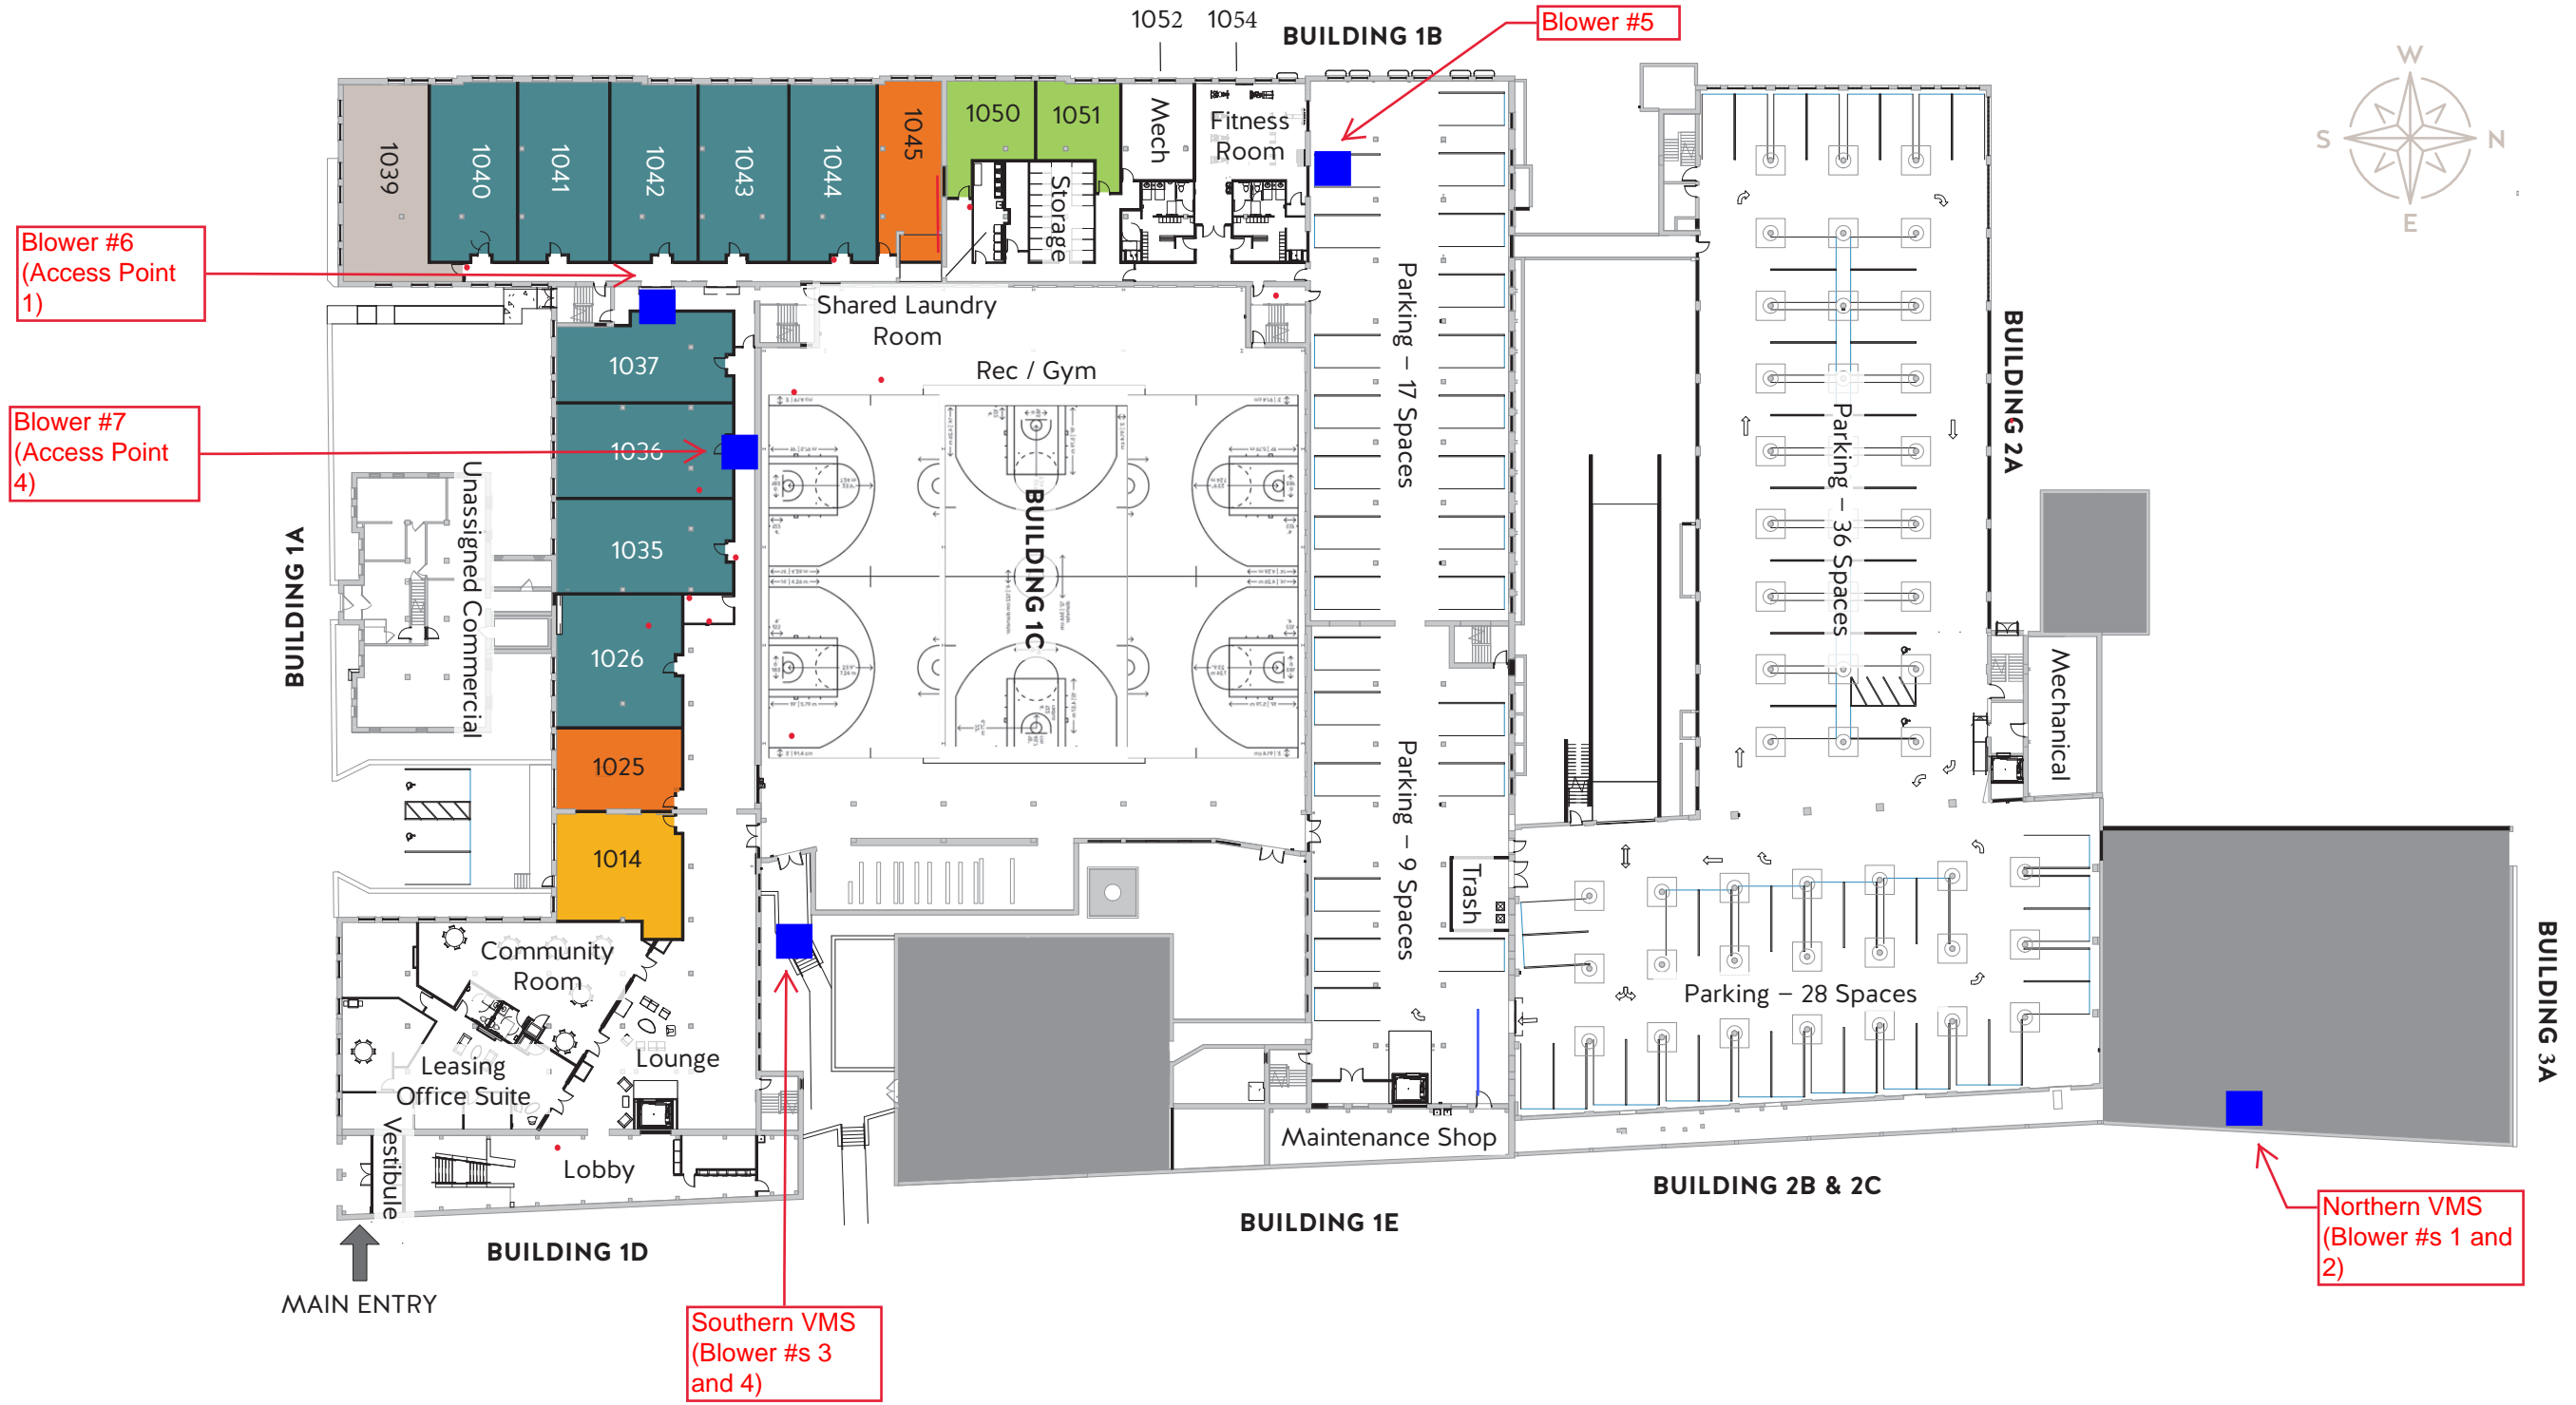 1052
1054
BUILDING 1B
Blower #5
W
S
N
E
1039
1040
1041
1042
1043
1044
1045
1050
1051
Mech
Fitness
Room
Storage
Blower #6
(Access Point
1)
Shared Laundry
Room
Rec / Gym
1037
1036
1035
1026
1025
1014
Blower #7
(Access Point
4)
BUILDING 1A
Unassigned Commercial
BUILDING 1C
Parking – 17 Spaces
Parking – 9 Spaces
Trash
Parking – 36 Spaces
BUILDING 2A
Mechanical
Parking – 28 Spaces
BUILDING 3A
Community
Room
Leasing
Office Suite
Lounge
Vestibule
Lobby
Maintenance Shop
BUILDING 2B & 2C
BUILDING 1E
BUILDING 1D
MAIN ENTRY
Southern VMS
(Blower #s 3
and 4)
Northern VMS
(Blower #s 1 and
2)